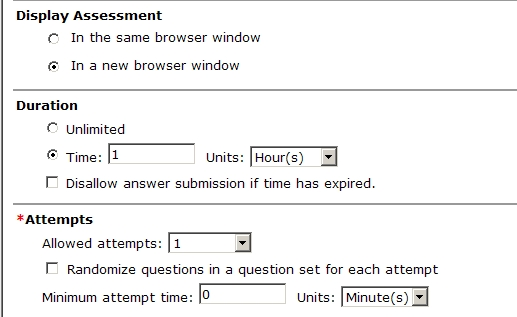 Display Assessment
In the same browser window
In a new browser window
Duration
Unlimited
Time: 1 Units: Hour(s)
Disallow answer submission if time has expired.
*Attempts
Allowed attempts: 1
Randomize questions in a question set for each attempt
Minimum attempt time: 0 Units: Minute(s)